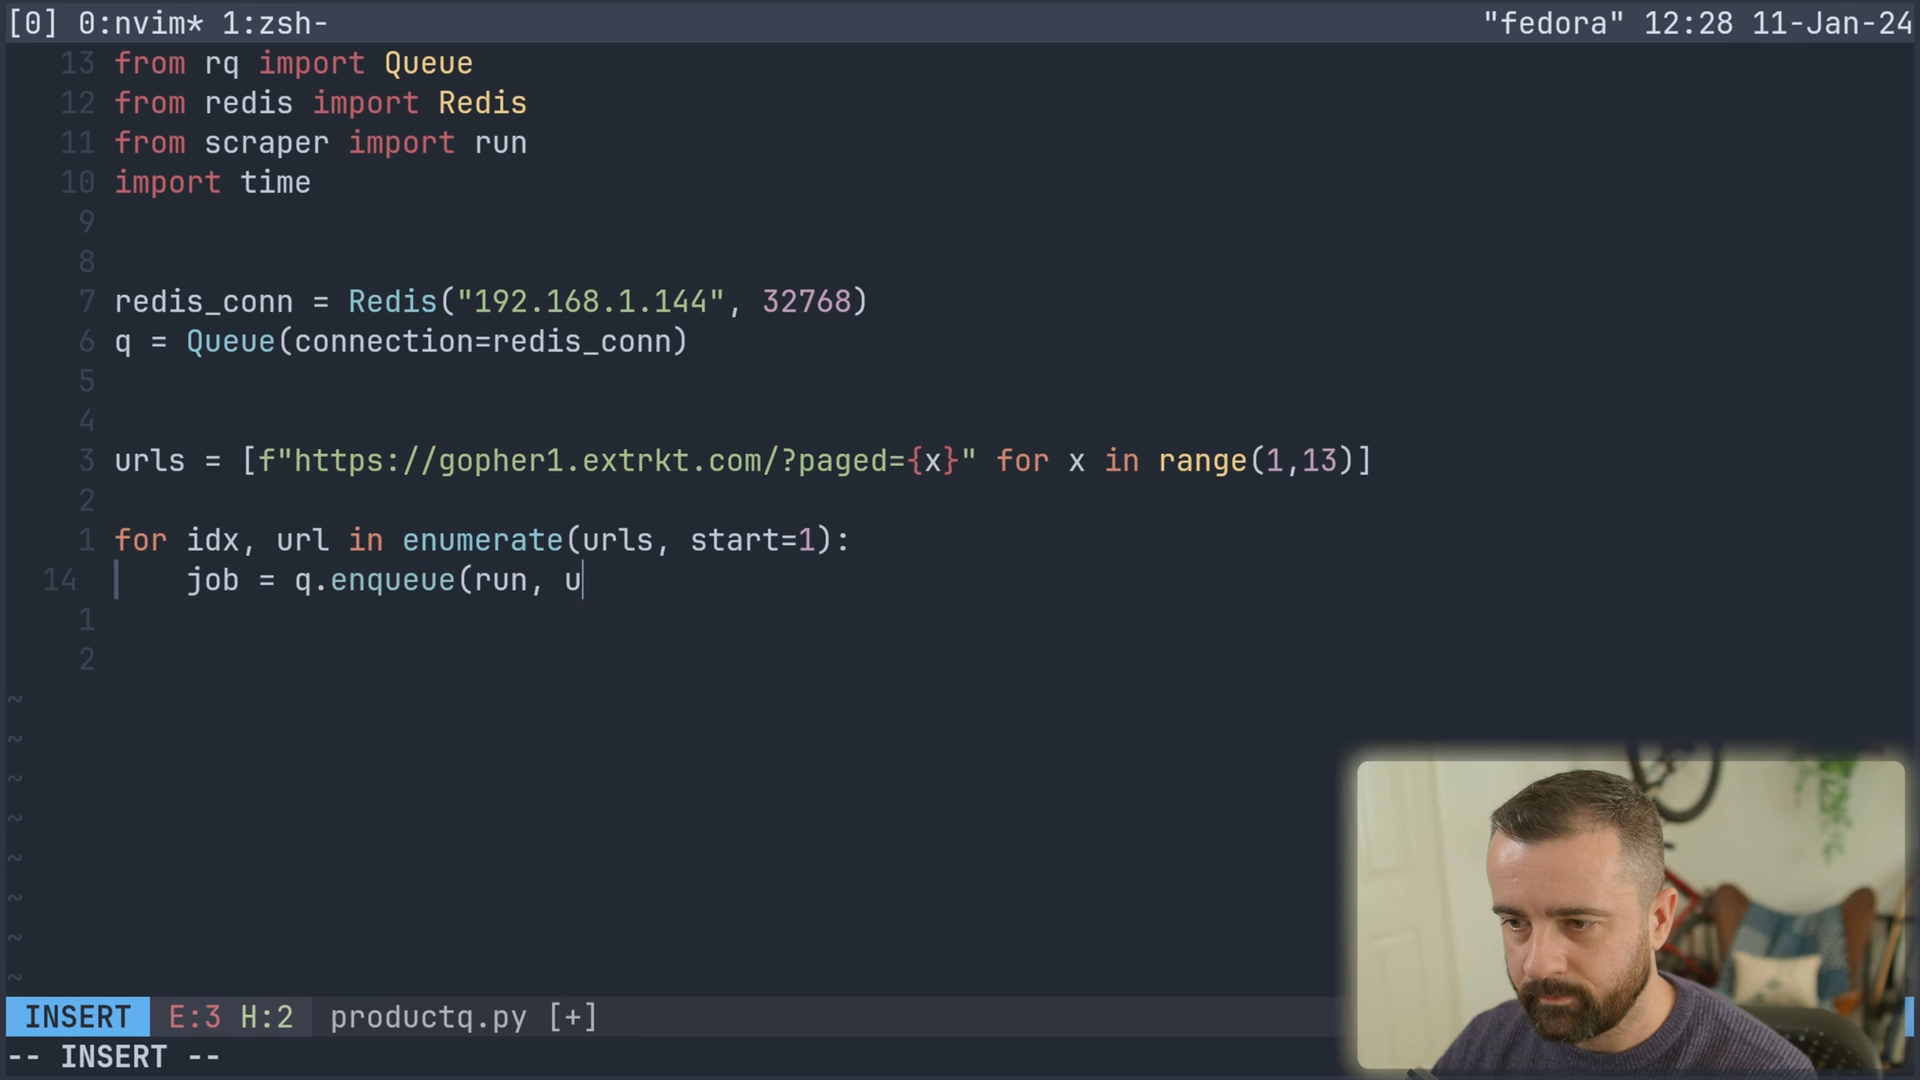 [0] 0:nvim* 1:zsh- "fedora" 12:28 11-Jan-24
13 from rq import Queue
12 from redis import Redis
11 from scraper import run
10 import time
9
8
7 redis_conn = Redis("192.168.1.144", 32768)
6 q = Queue(connection=redis_conn)
5
4
3 urls = [f"https://gopher1.extrkt.com/?paged={x}" for x in range(1,13)]
2
1 for idx, url in enumerate(urls, start=1):
14 job = q.enqueue(run, u
1
2
~
~
~
~
~
~
~
~
INSERT E:3 H:2 productq.py [+]
-- INSERT --